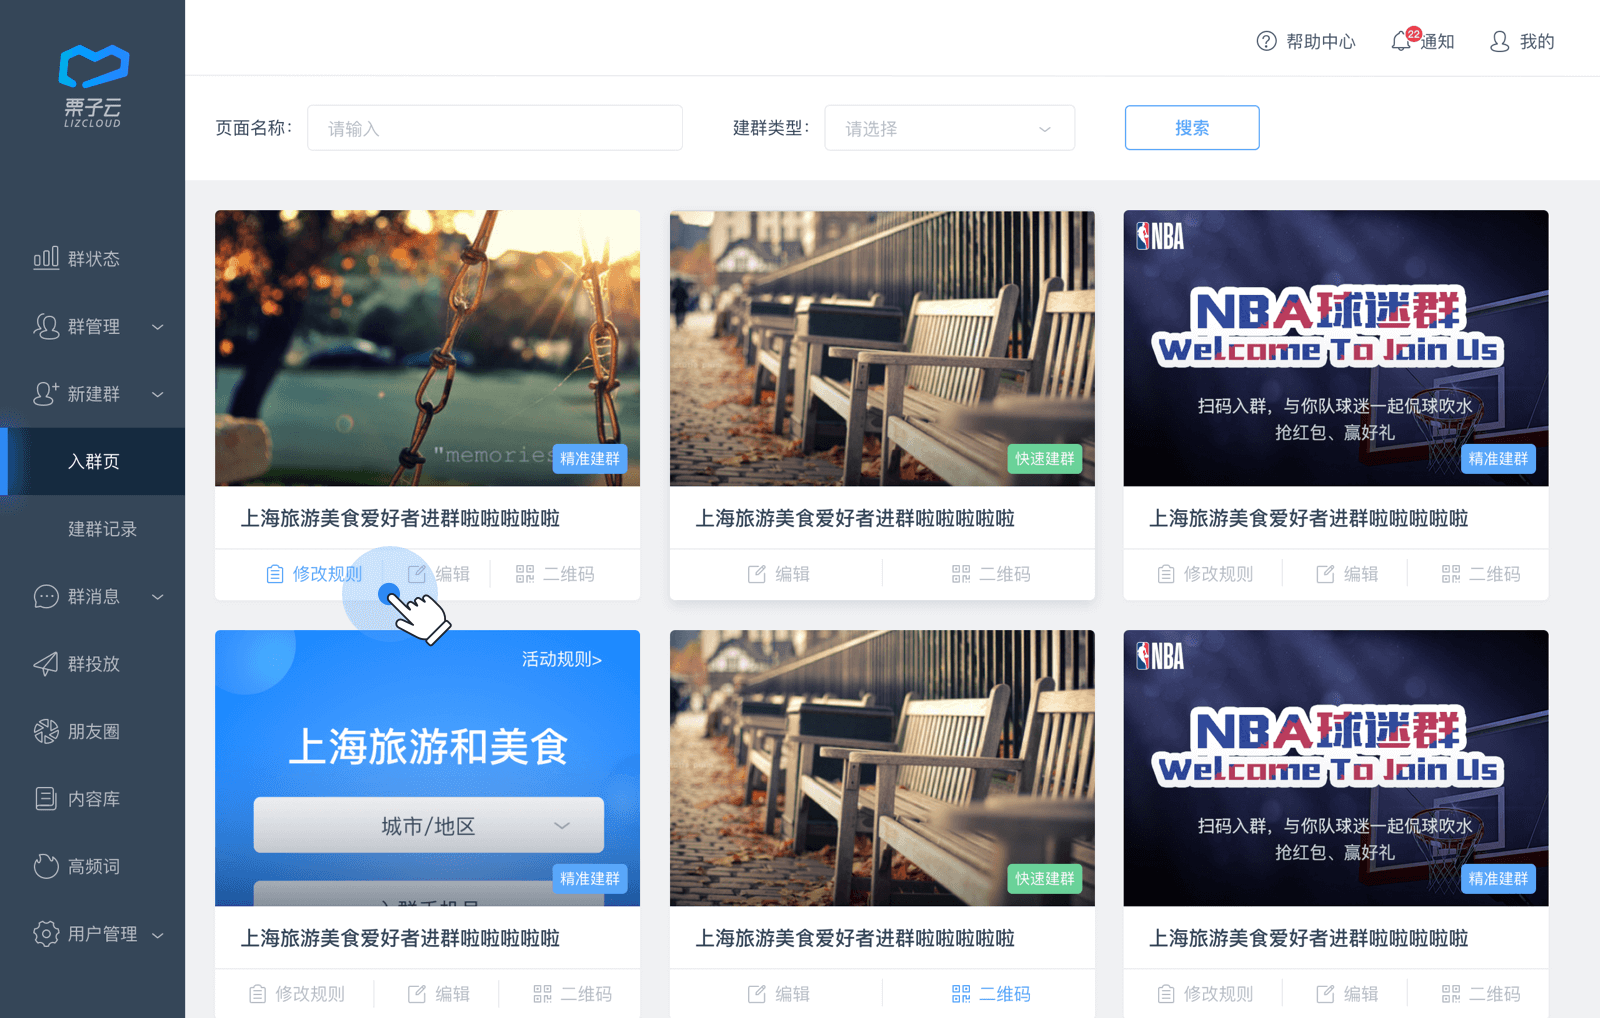 栗子云
LIZCLOUD
帮助中心
22
通知
我的
页面名称：
请输入
建群类型：
请选择
搜索
群状态
群管理
新建群
入群页
建群记录
群消息
群投放
朋友圈
内容库
高频词
用户管理
"memories
精准建群
上海旅游美食爱好者进群啦啦啦啦啦
修改规则
编辑
二维码
快速建群
上海旅游美食爱好者进群啦啦啦啦啦
编辑
二维码
NBA
NBA球迷群
Welcome To Join Us
扫码入群，与你队球迷一起侃球吹水
抢红包、赢好礼
精准建群
上海旅游美食爱好者进群啦啦啦啦啦
修改规则
编辑
二维码
活动规则>
上海旅游和美食
城市/地区
精准建群
上海旅游美食爱好者进群啦啦啦啦啦
修改规则
编辑
二维码
快速建群
上海旅游美食爱好者进群啦啦啦啦啦
编辑
二维码
NBA
NBA球迷群
Welcome To Join Us
扫码入群，与你队球迷一起侃球吹水
抢红包、赢好礼
精准建群
上海旅游美食爱好者进群啦啦啦啦啦
修改规则
编辑
二维码